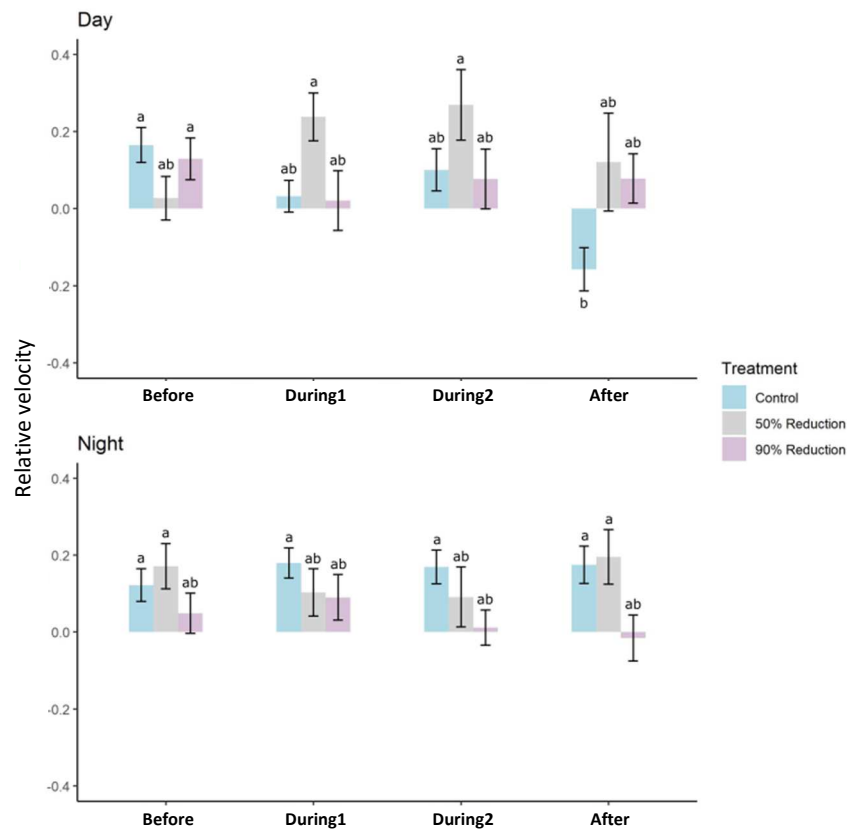 Day
0.4
0.2
0.0
-0.2
-0.4
a
ab
a
ab
a
ab
ab
a
ab
b
ab
ab
Before
During1
During2
After
Relative velocity
Treatment
Control
50% Reduction
90% Reduction
Night
0.4
0.2
0.0
-0.2
-0.4
a
a
ab
a
ab
ab
a
ab
ab
a
a
ab
Before
During1
During2
After